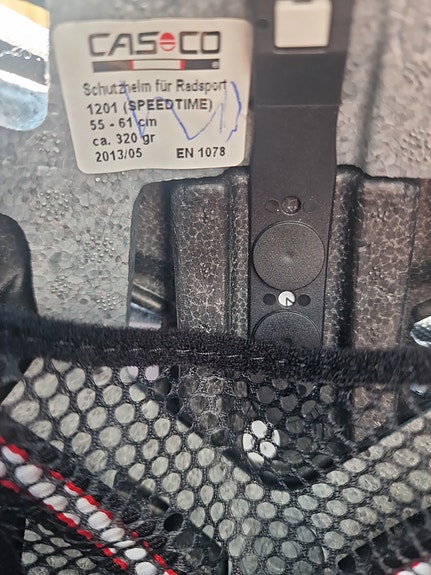 CASCO
Schutzhelm für Radsport
1201 (SPEEDTIME)
55 - 61 cm
ca. 320 gr
2013/05 EN 1078